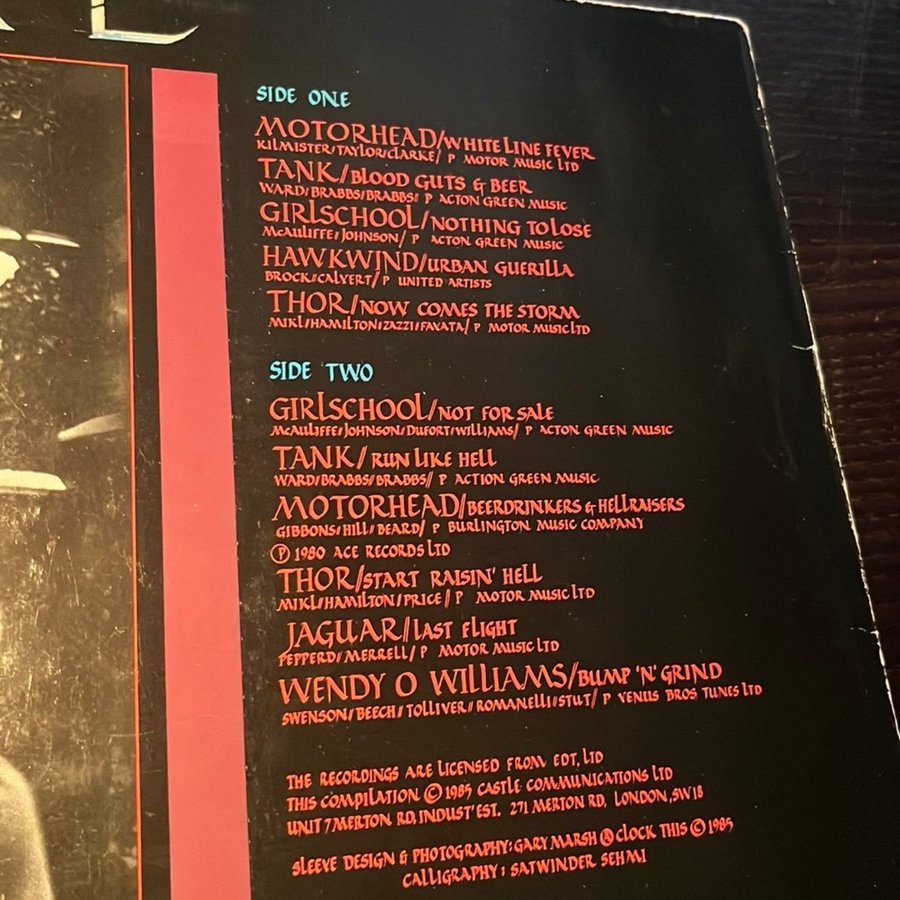 SIDE ONE
MOTORHEAD/WHITE LINE FEVER
KILMISTER/TAYLOR/CLARKE/ P MOTOR MUSIC LTD
TANK/BLOOD GUTS & BEER
WARD/BRABBS/BRABBS/ P ACTON GREEN MUSIC
GIRLSCHOOL/NOTHING TO LOSE
McAULIFFE/JOHNSON/ P ACTON GREEN MUSIC
HAWKWIND/URBAN GUERILLA
BROCK/CALVERT/ P UNITED ARTISTS
THOR/NOW COMES THE STORM
MIKL/HAMILTON/ZAZZI/FAVATA/ P MOTOR MUSIC LTD
SIDE TWO
GIRLSCHOOL/NOT FOR SALE
McAULIFFE/JOHNSON/DUFORT/WILLIAMS/ P ACTON GREEN MUSIC
TANK/RUN LIKE HELL
WARD/BRABBS/BRABBS/ P ACTION GREEN MUSIC
MOTORHEAD/BEERDRINKERS & HELLRAISERS
GIBBONS/HILL/BEARD/ P BURLINGTON MUSIC COMPANY
Ⓟ 1980 ACE RECORDS LTD
THOR/START RAISIN' HELL
MIKL/HAMILTON/PRICE/ P MOTOR MUSIC LTD
JAGUAR/LAST FLIGHT
PEPPERD/MERRELL/ P MOTOR MUSIC LTD
WENDY O WILLIAMS/BUMP 'N' GRIND
SWENSON/BEECH/TOLLIVER/ROMANELLI/STUT/ P VENUS BROS TUNES LTD
THE RECORDINGS ARE LICENSED FROM EDT, LTD
THIS COMPILATION © 1985 CASTLE COMMUNICATIONS LTD
UNIT 7 MERTON RD, INDUST' EST. 271 MERTON RD, LONDON, SW18
SLEEVE DESIGN & PHOTOGRAPHY: GARY MARSH CLOCK THIS © 1985
CALLIGRAPHY: SATWINDER SEHMI